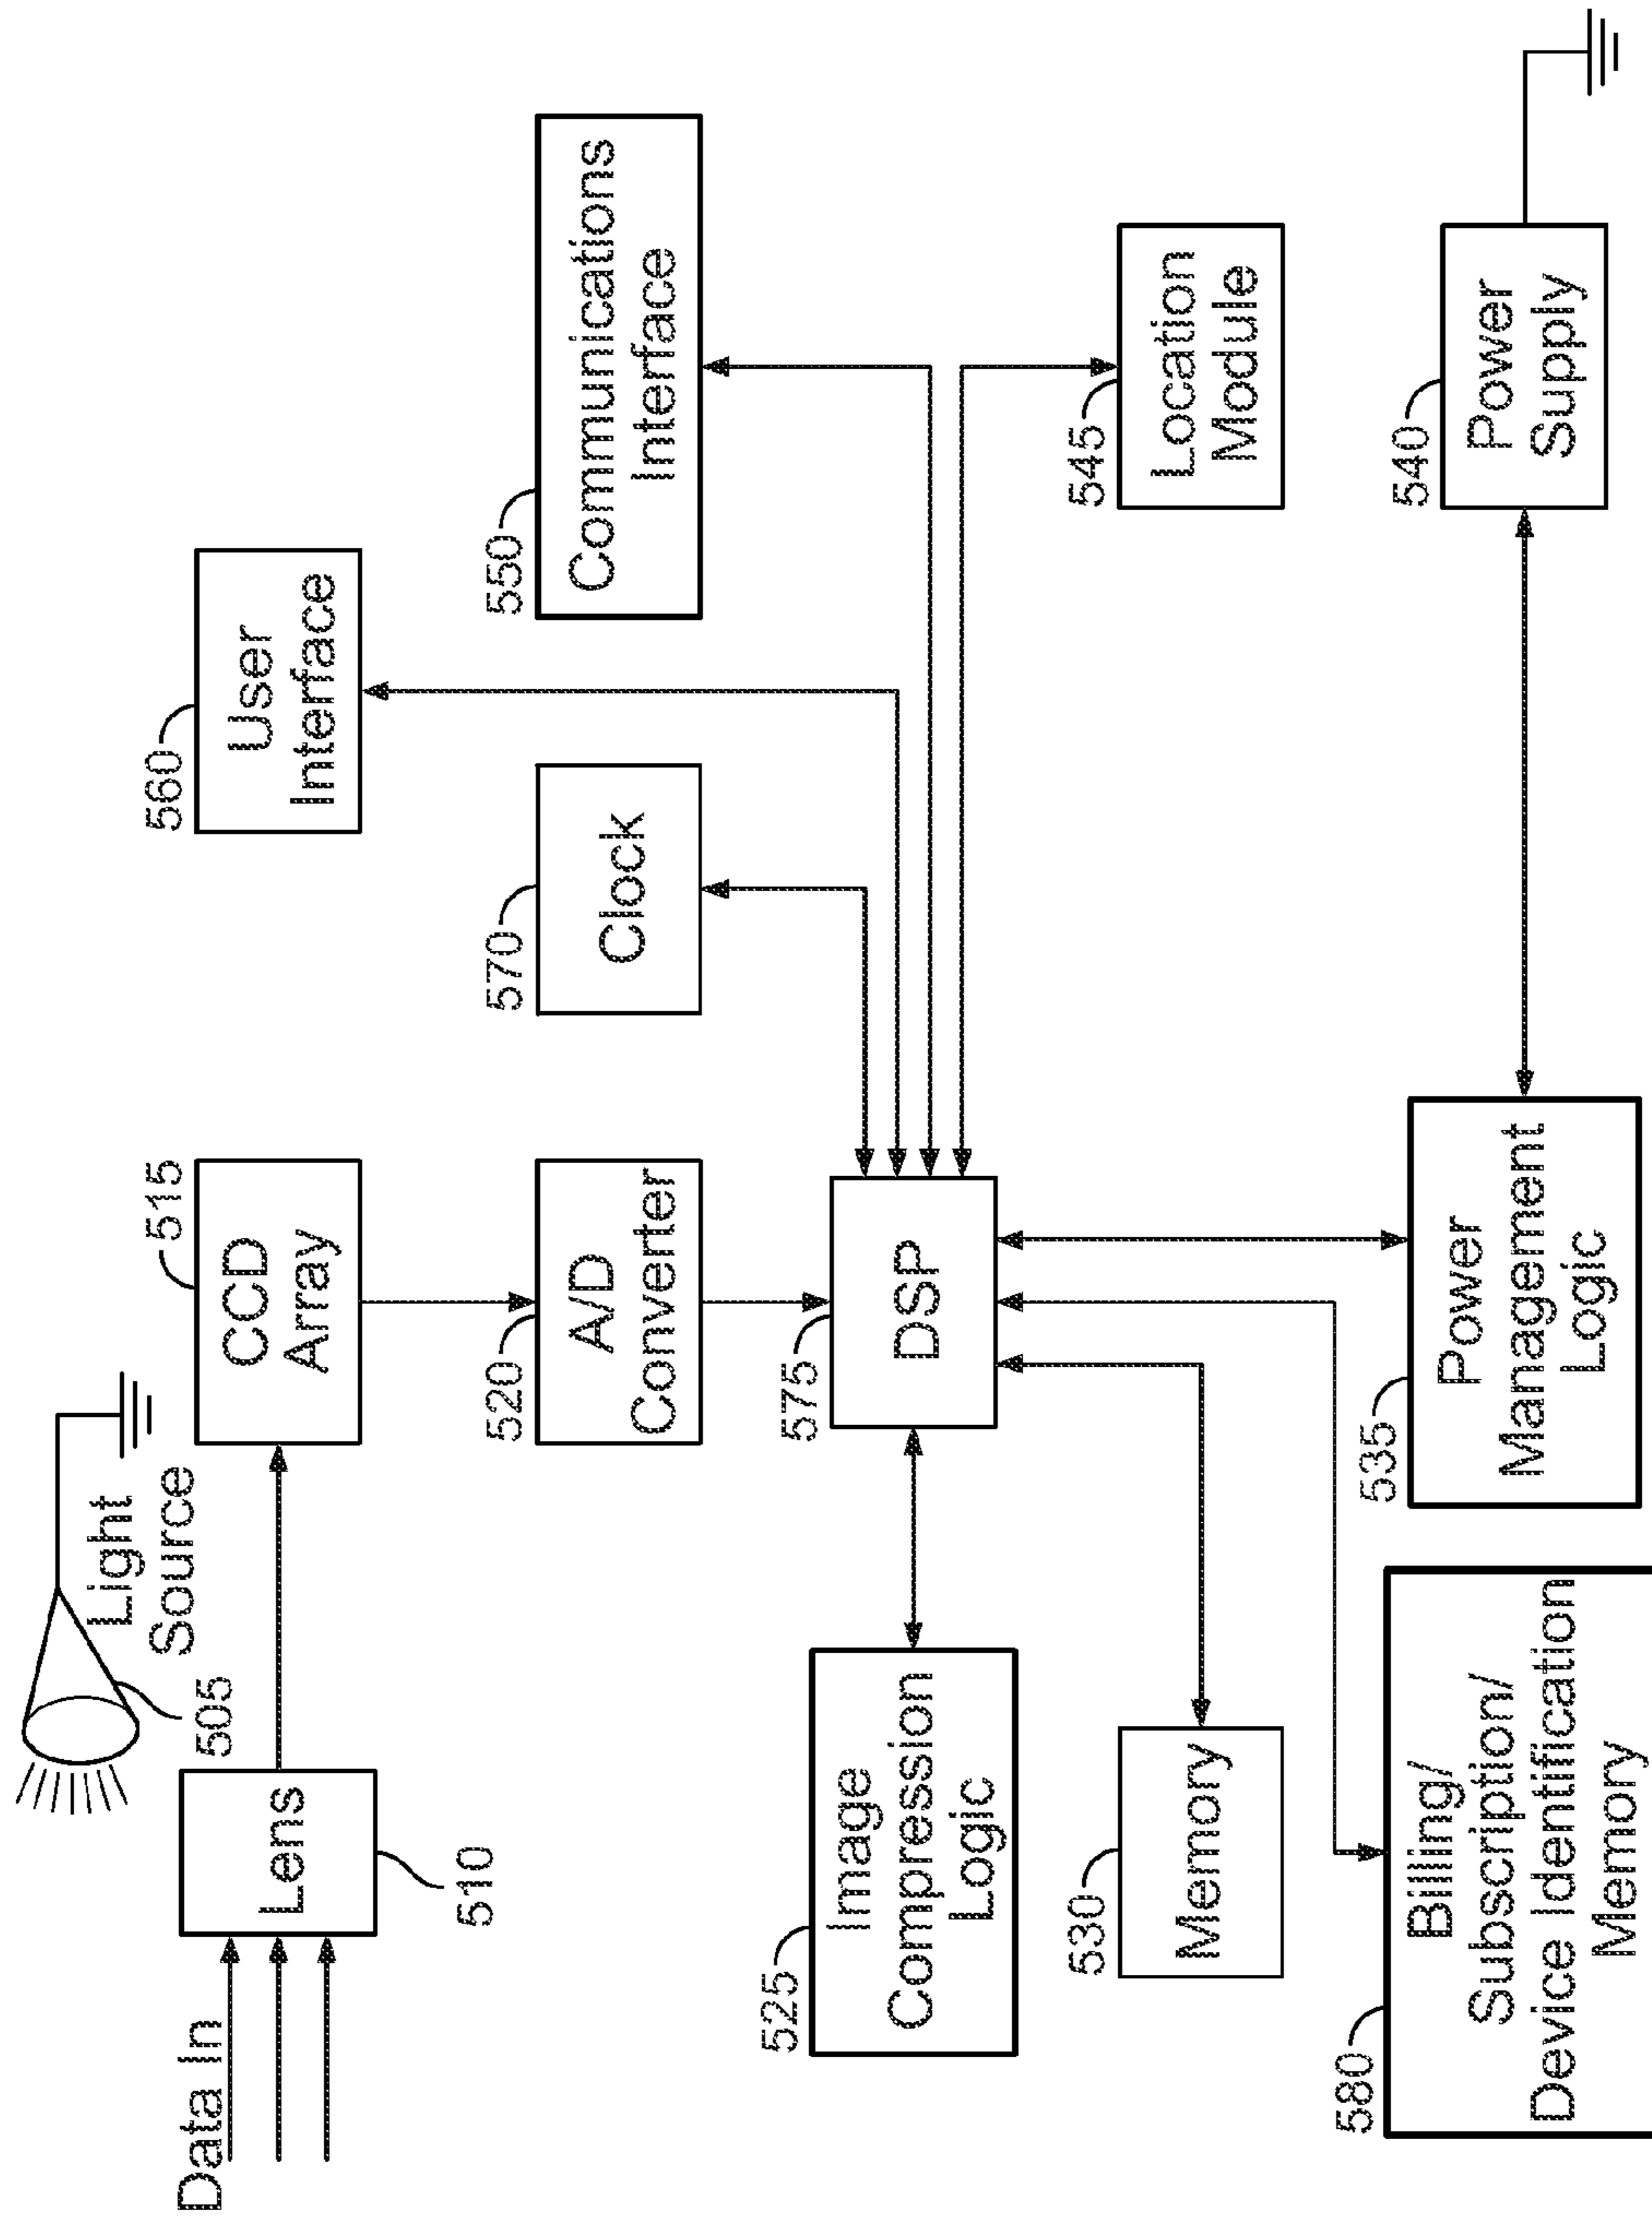 Data In
Lens
510
505
Light
Source
CCD
Array
515
A/D
Converter
520
DSP
575
Clock
570
User
Interface
560
Communications
Interface
550
Location
Module
545
Image
Compression
Logic
525
Memory
530
Billing/
Subscription/
Device Identification
Memory
580
Power
Management
Logic
535
Power
Supply
540